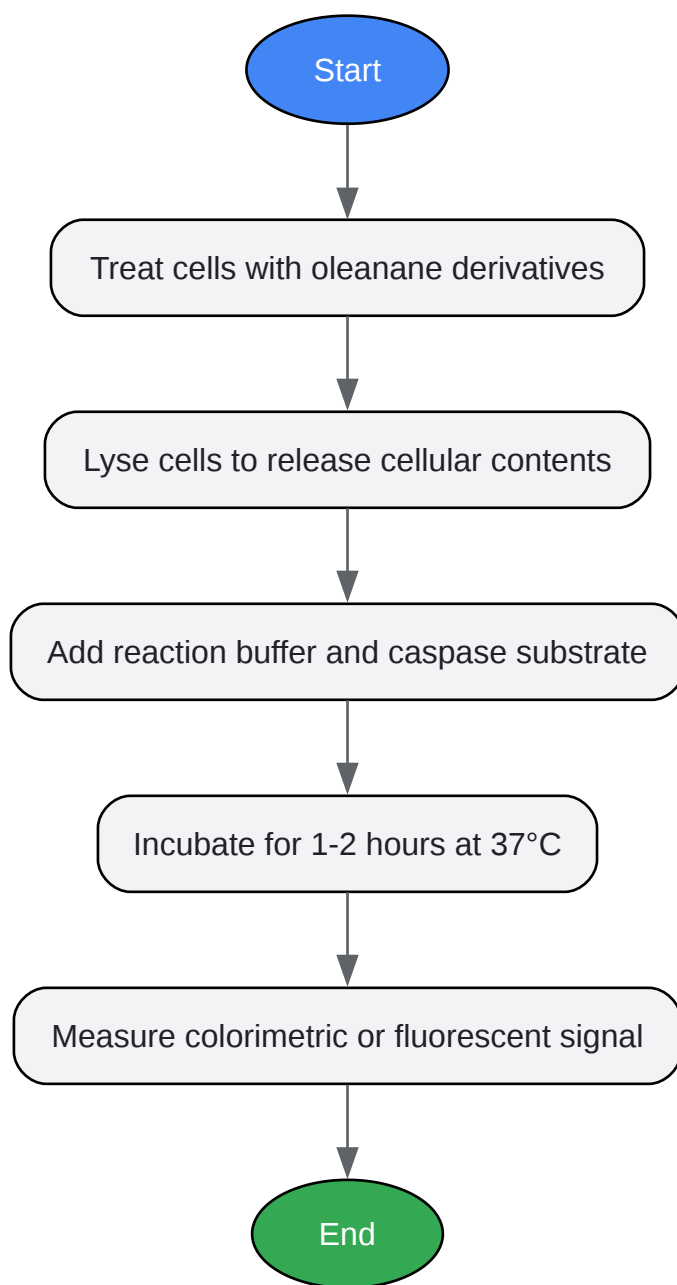 Start
Treat cells with oleanane derivatives
Lyse cells to release cellular contents
Add reaction buffer and caspase substrate
Incubate for 1-2 hours at 37°C
Measure colorimetric or fluorescent signal
End